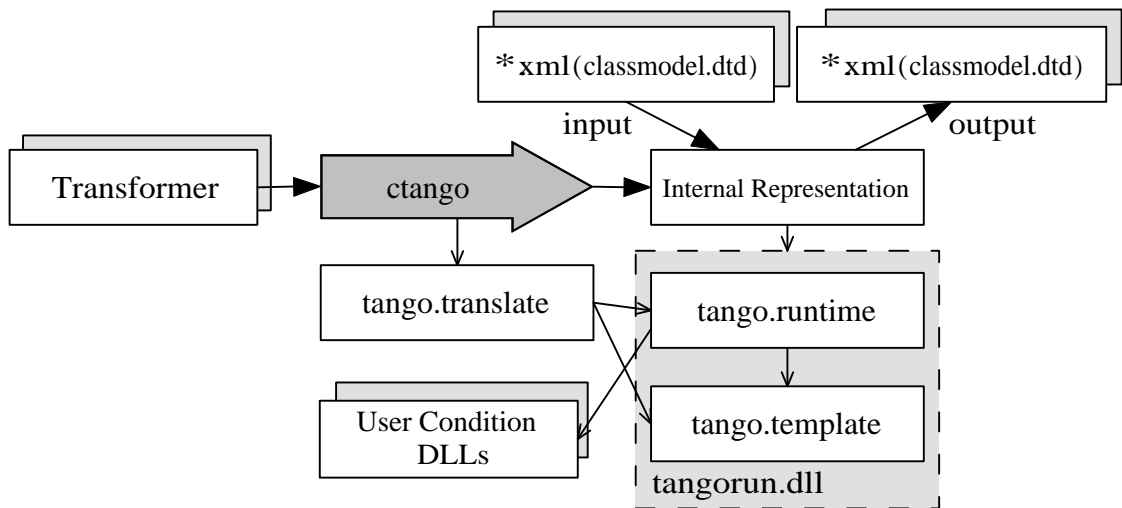 *xml(classmodel.dtd)
*xml(classmodel.dtd)
input
output
Transformer
ctango
Internal Representation
tango.translate
tango.runtime
User Condition
DLLs
tango.template
tangorun.dll